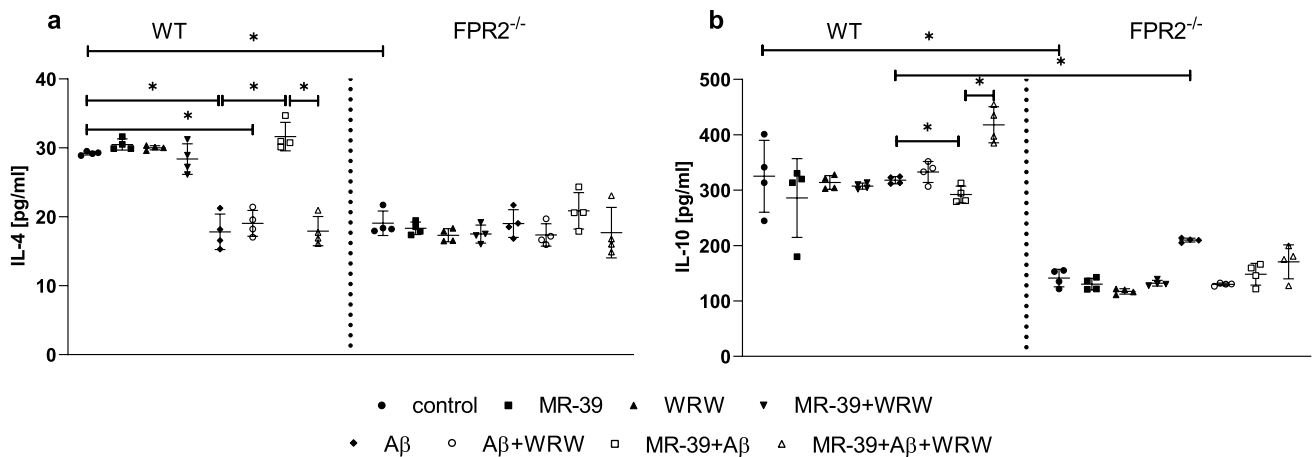 a
WT
FPR2-/-
*
*
*
*
*
IL-4 [pg/ml]
40
30
20
10
0
b
WT
FPR2-/-
*
*
*
*
IL-10 [pg/ml]
500
400
300
200
100
0
control MR-39 WRW MR-39+WRW
Aβ Aβ+WRW MR-39+Aβ MR-39+Aβ+WRW